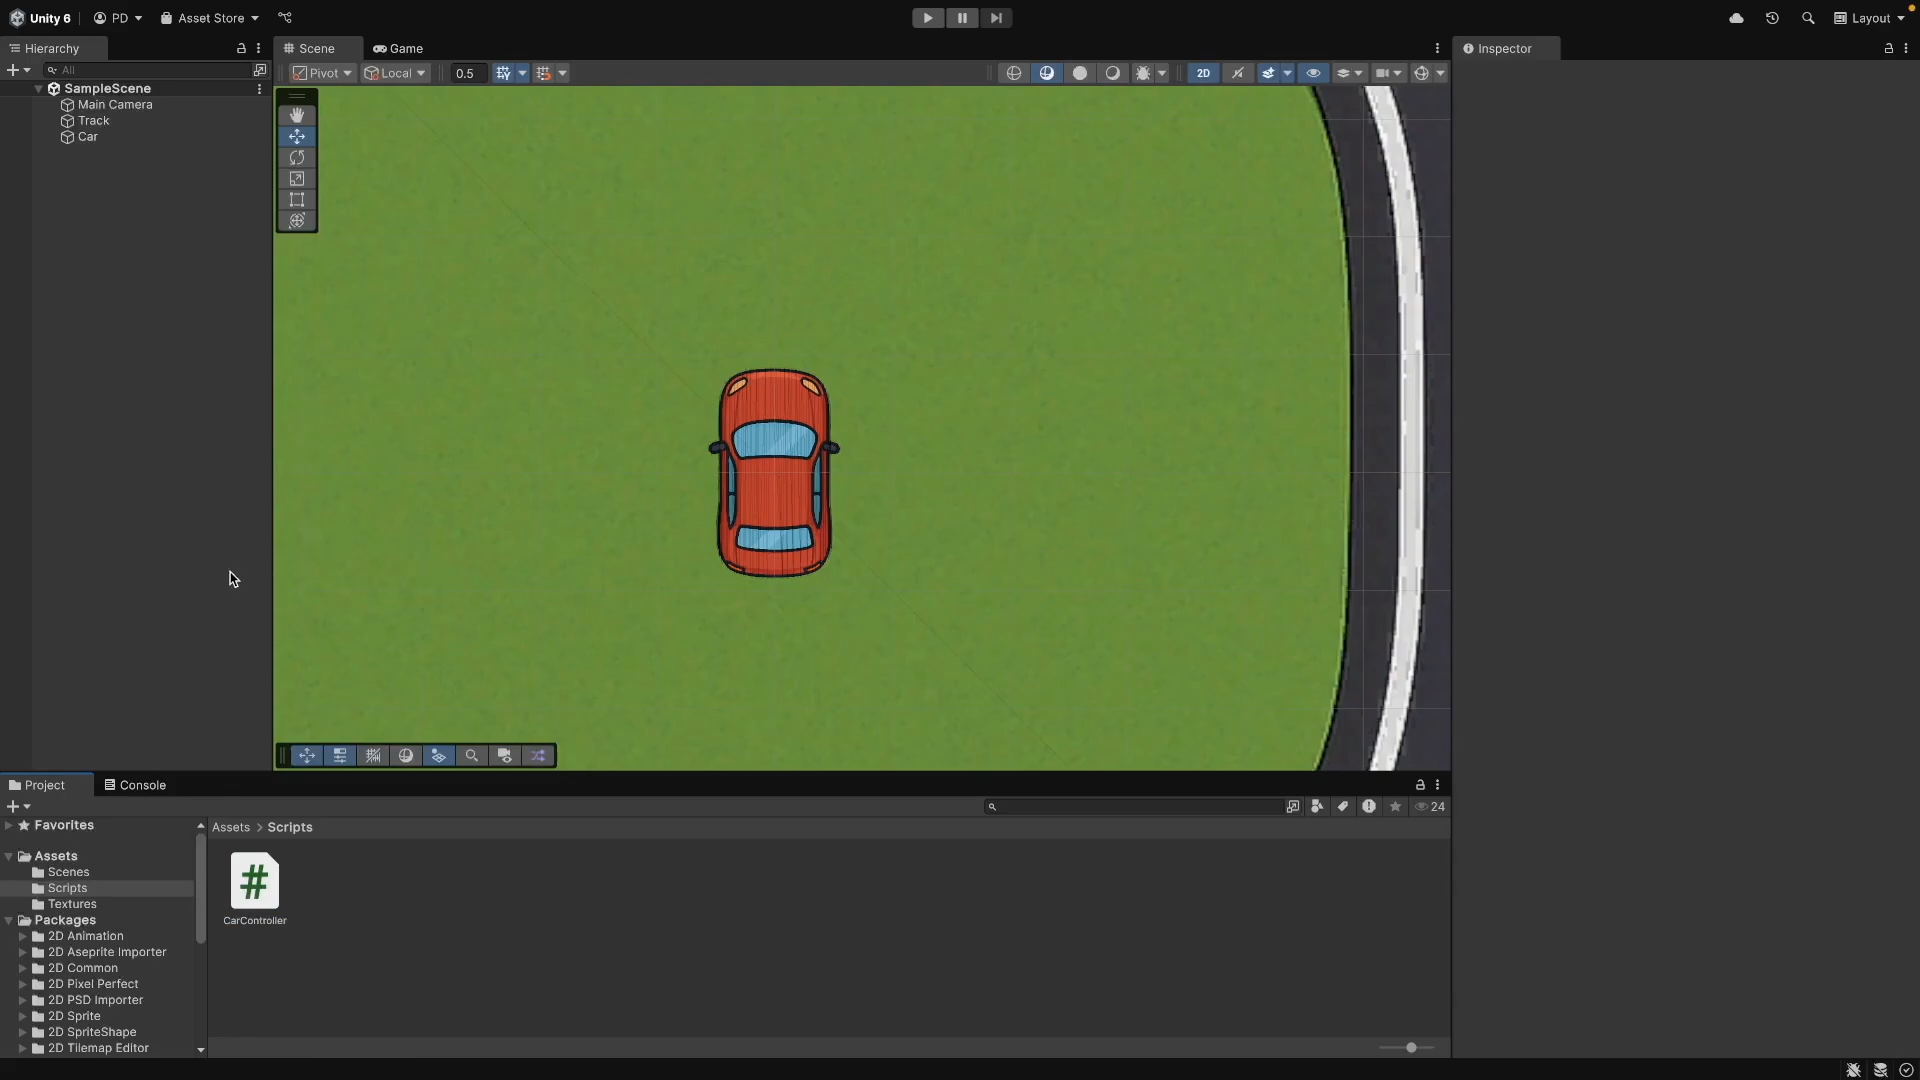 Unity 6 PD Asset Store Layout
Hierarchy Scene Game Inspector
All Pivot Local 0.5 2D
SampleScene
Main Camera
Track
Car
Project Console
24
Favorites Assets > Scripts
Assets
Scenes
Scripts
Textures
CarController
Packages
2D Animation
2D Aseprite Importer
2D Common
2D Pixel Perfect
2D PSD Importer
2D Sprite
2D SpriteShape
2D Tilemap Editor